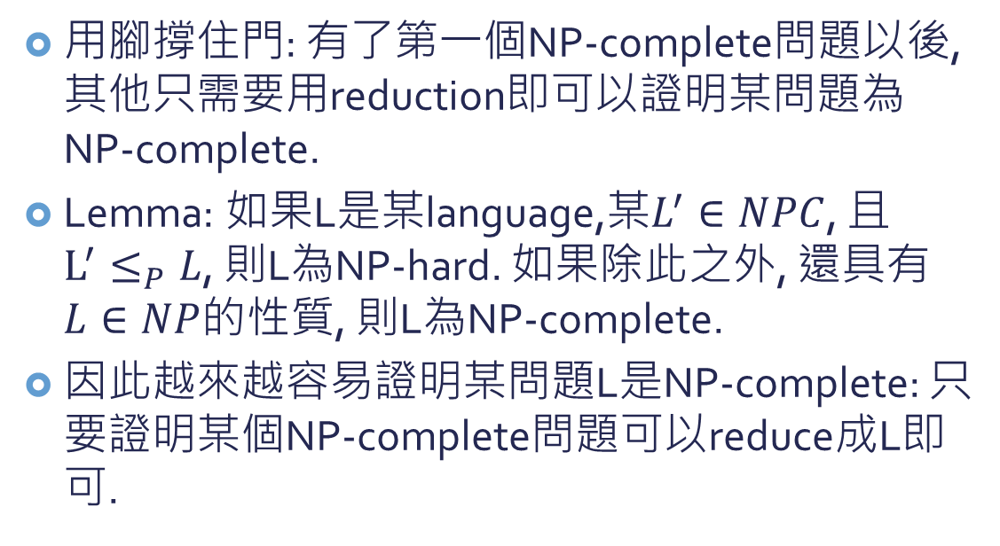 用腳撐住門: 有了第一個NP-complete問題以後,
其他只需要用reduction即可以證明某問題為
NP-complete.
Lemma: 如果L是某language,某𝐿′ ∈ 𝑁𝑃𝐶, 且
L′ ≤𝑃 𝐿, 則L為NP-hard. 如果除此之外, 還具有
𝐿 ∈ 𝑁𝑃的性質, 則L為NP-complete.
因此越來越容易證明某問題L是NP-complete: 只
要證明某個NP-complete問題可以reduce成L即
可.